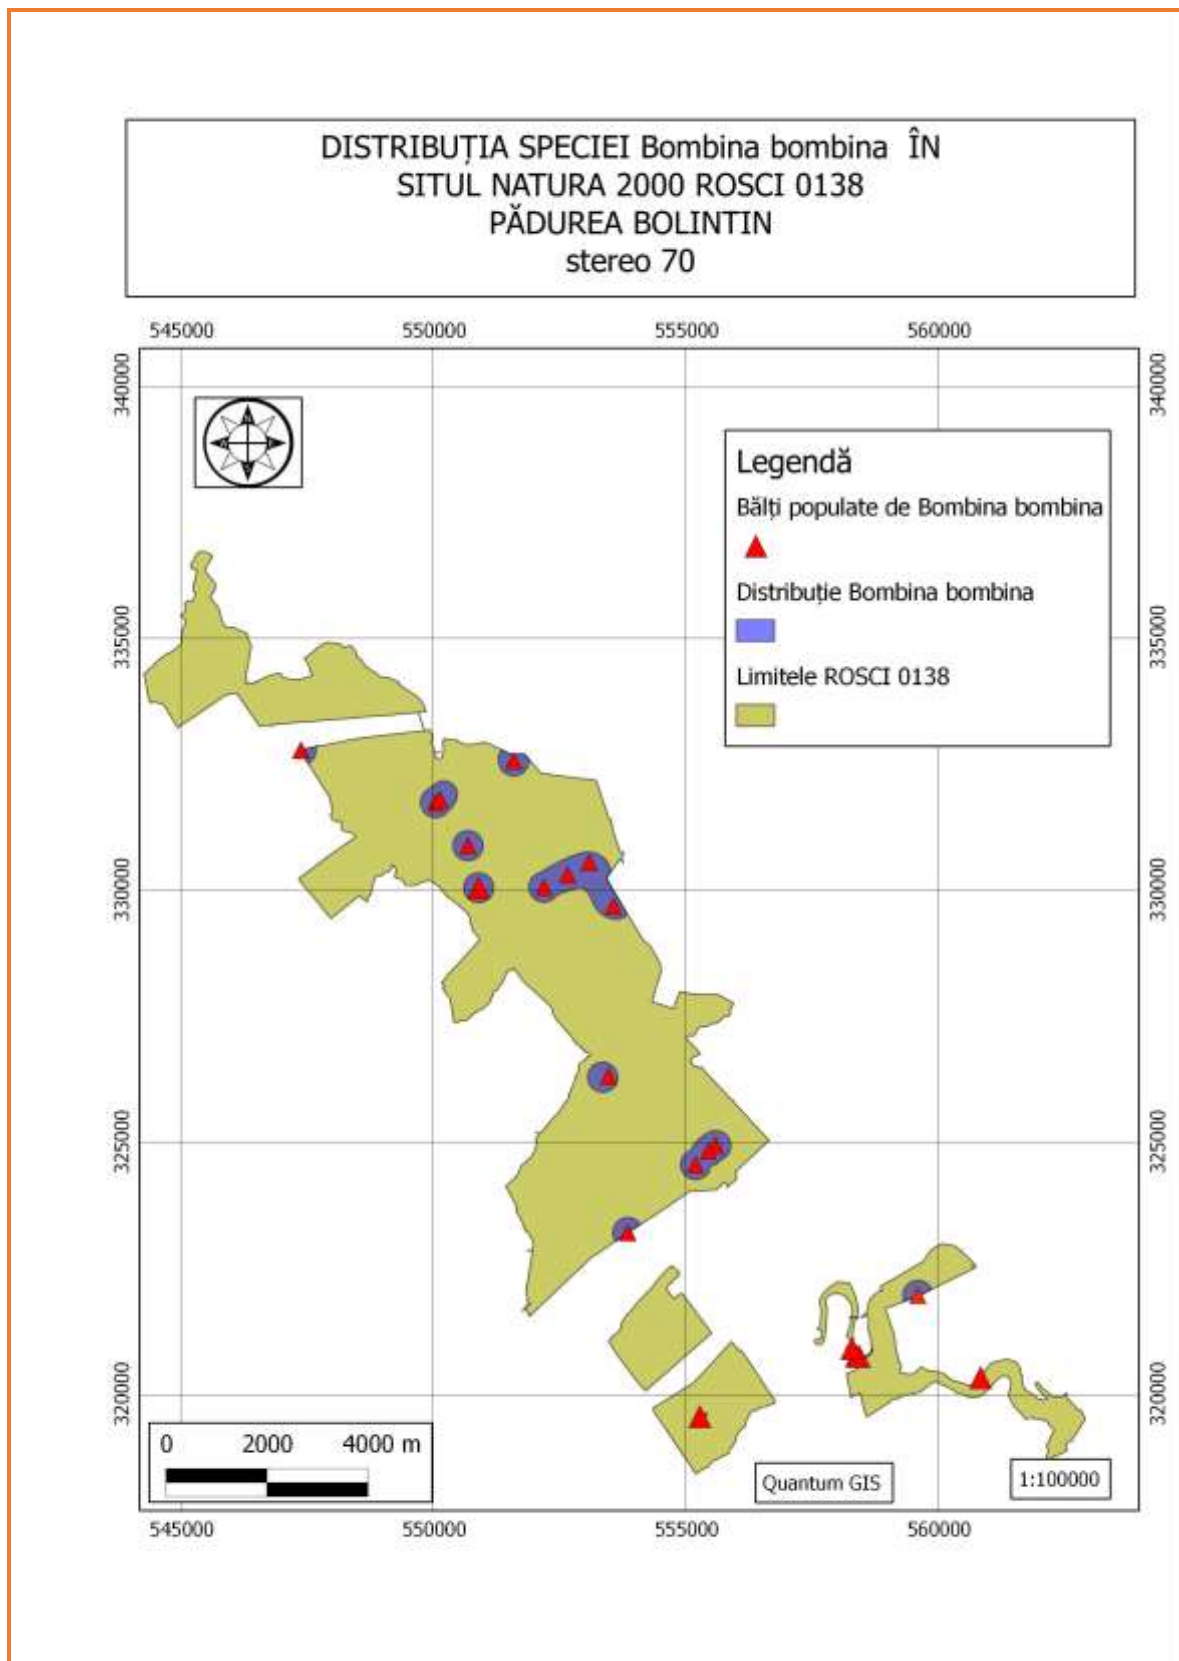 DISTRIBUȚIA SPECIEI Bombina bombina ÎN
SITUL NATURA 2000 ROSCI 0138
PĂDUREA BOLINTIN
stereo 70
545000 550000 555000 560000
340000 340000
Legendă
Bălți populate de Bombina bombina
Distribuție Bombina bombina
335000 335000
Limitele ROSCI 0138
330000 330000
325000 325000
320000 320000
0 2000 4000 m
Quantum GIS
1:100000
545000 550000 555000 560000